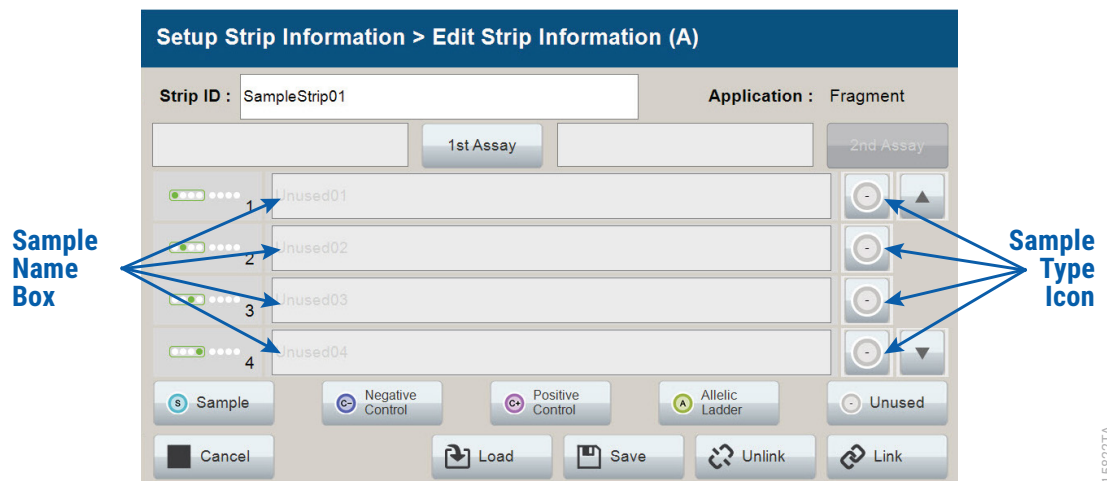 Setup Strip Information > Edit Strip Information (A)
Strip ID : SampleStrip01 Application : Fragment
1st Assay 2nd Assay
1 Unused01 -
2 Unused02 -
3 Unused03 -
4 Unused04 -
Sample
Name
Box
Sample
Type
Icon
S Sample C- Negative Control C+ Positive Control A Allelic Ladder - Unused
Cancel Load Save Unlink Link